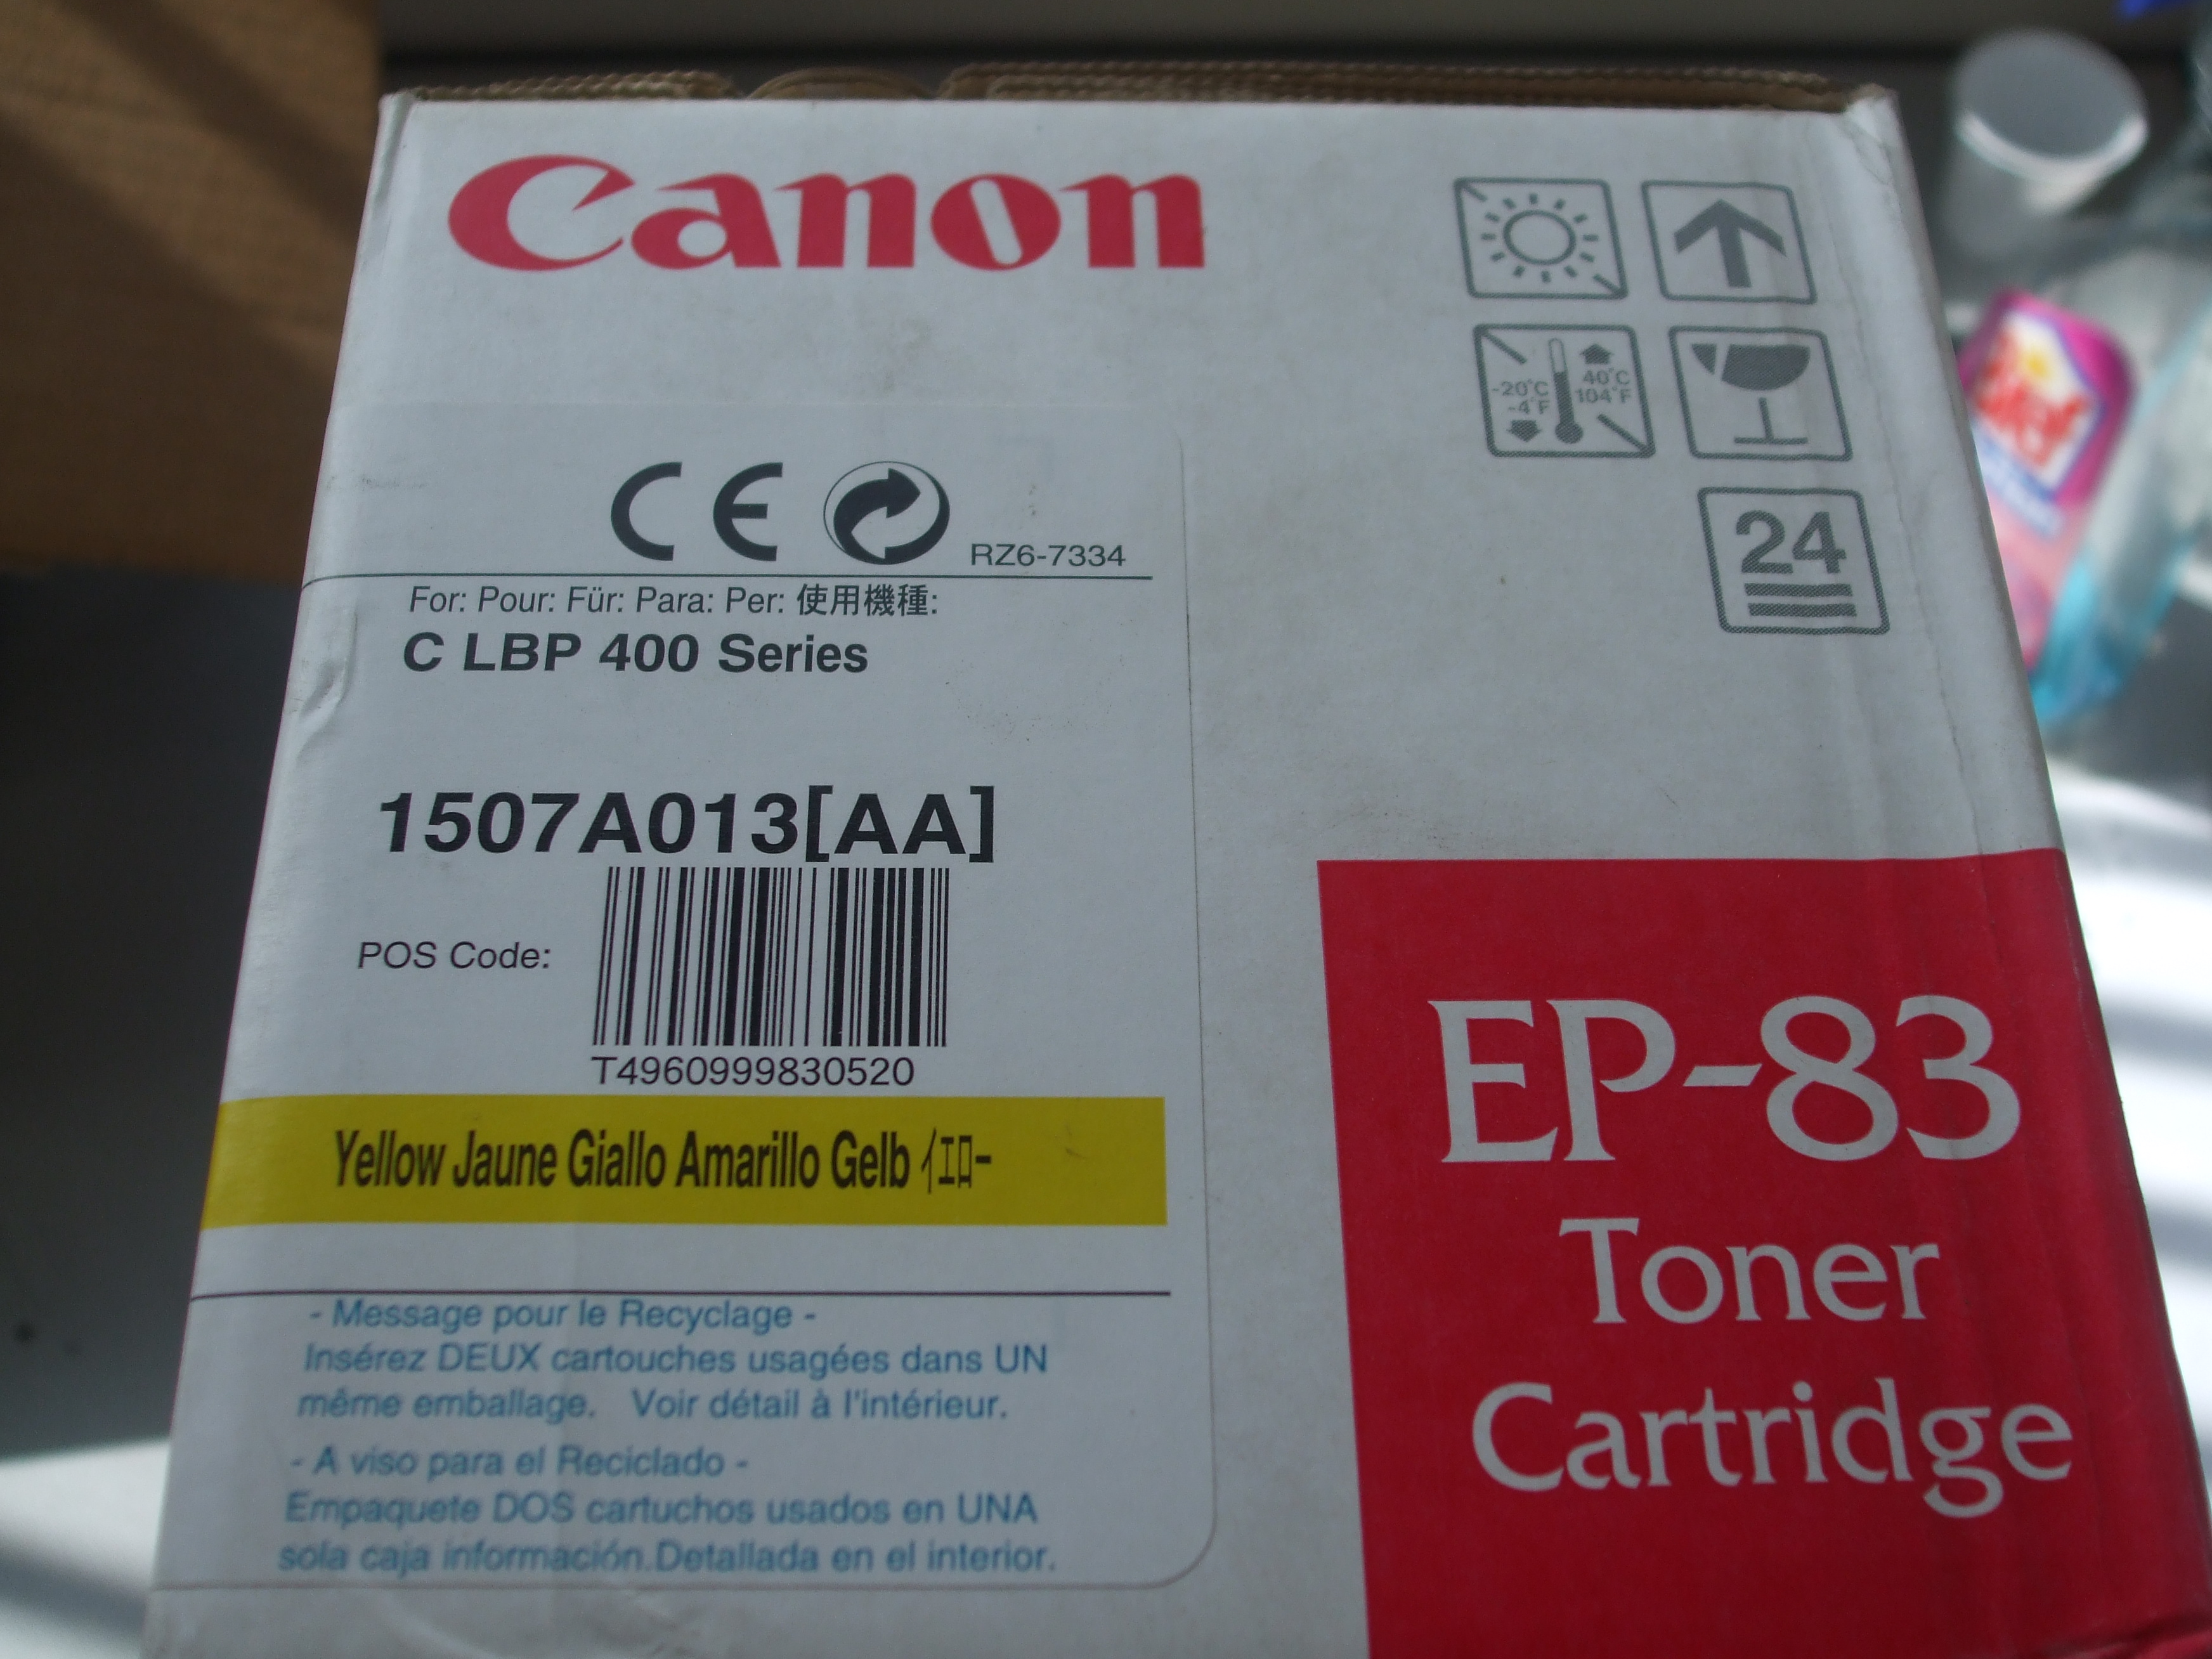 Canon
-20°C
-4°F
40°C
104°F
24
CE
RZ6-7334
For: Pour: Für: Para: Per: 使用機種:
C LBP 400 Series
1507A013[AA]
POS Code:
T4960999830520
Yellow Jaune Giallo Amarillo Gelb イエロー
- Message pour le Recyclage -
Insérez DEUX cartouches usagées dans UN
même emballage. Voir détail à l'intérieur.
- A viso para el Reciclado -
Empaquete DOS cartuchos usados en UNA
sola caja información.Detallada en el interior.
EP-83
Toner
Cartridge